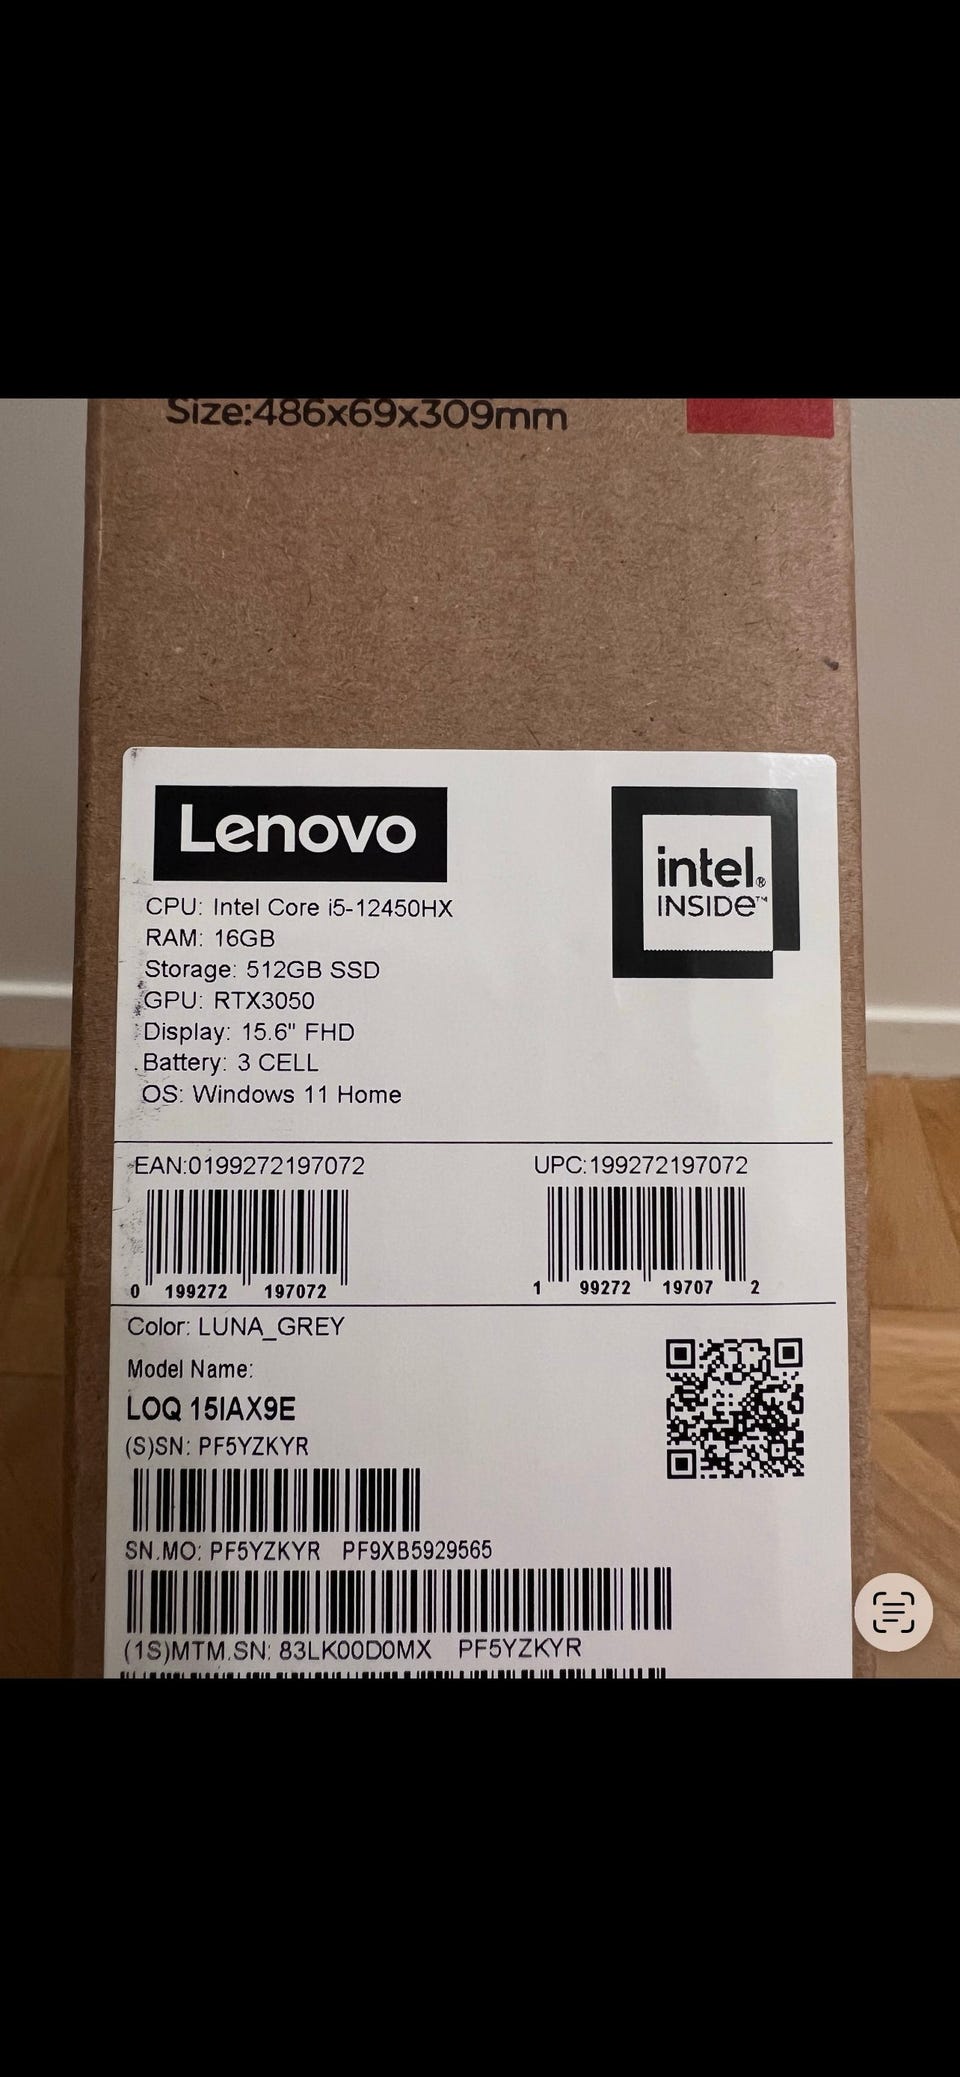 Size:486x69x309mm
Lenovo
intel®
INSIDE™
CPU: Intel Core i5-12450HX
RAM: 16GB
Storage: 512GB SSD
GPU: RTX3050
Display: 15.6" FHD
Battery: 3 CELL
OS: Windows 11 Home
EAN:0199272197072
UPC:199272197072
0 199272 197072
1 99272 19707 2
Color: LUNA_GREY
Model Name:
LOQ 15IAX9E
(S)SN: PF5YZKYR
SN.MO: PF5YZKYR PF9XB5929565
(1S)MTM.SN: 83LK00D0MX PF5YZKYR